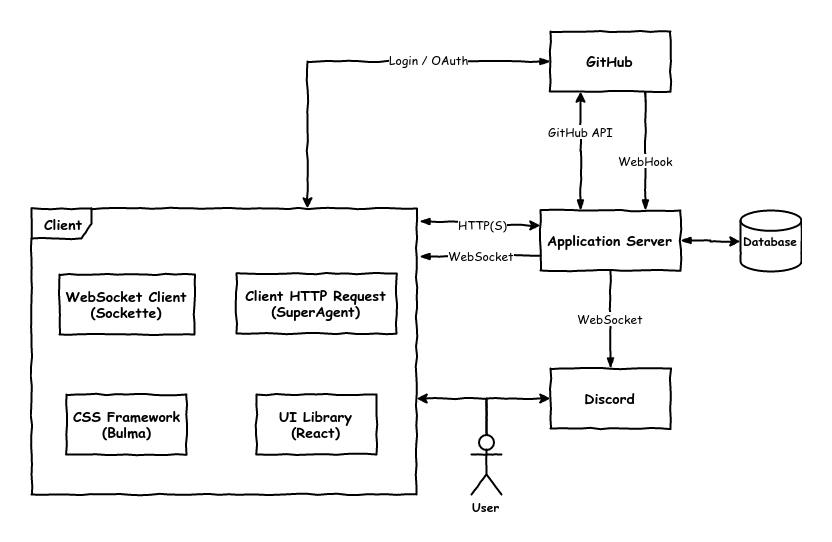 GitHub
Login / OAuth
GitHub API
WebHook
Client
HTTP(S)
Application Server
Database
WebSocket
WebSocket Client
(Sockette)
Client HTTP Request
(SuperAgent)
WebSocket
CSS Framework
(Bulma)
UI Library
(React)
Discord
User